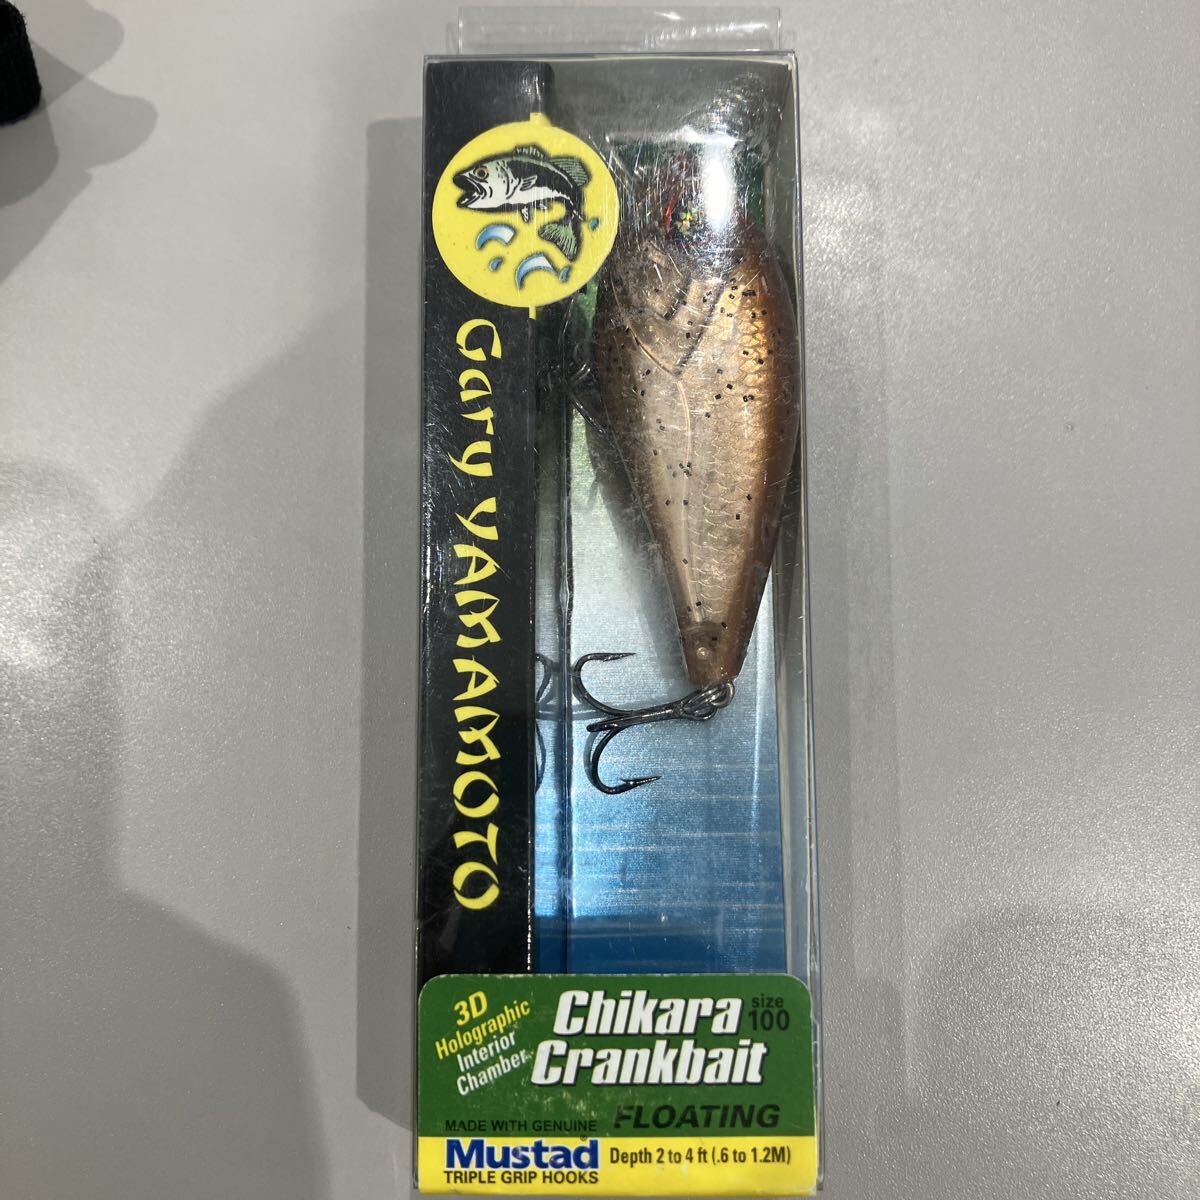 Gary YAMAMOTO
3D
Holographic
Interior
Chamber
Chikara size
100
Crankbait
FLOATING
MADE WITH GENUINE
Mustad®
Depth 2 to 4 ft (.6 to 1.2M)
TRIPLE GRIP HOOKS